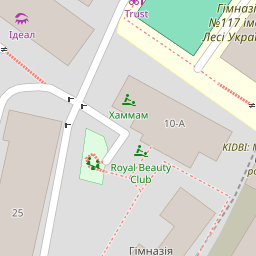 Ідеал
Trust
Гімназі
№117 ім
Лесі Украї
Хаммам
10-А
Royal Beauty
Club
KIDBI: М
25
Гімназія